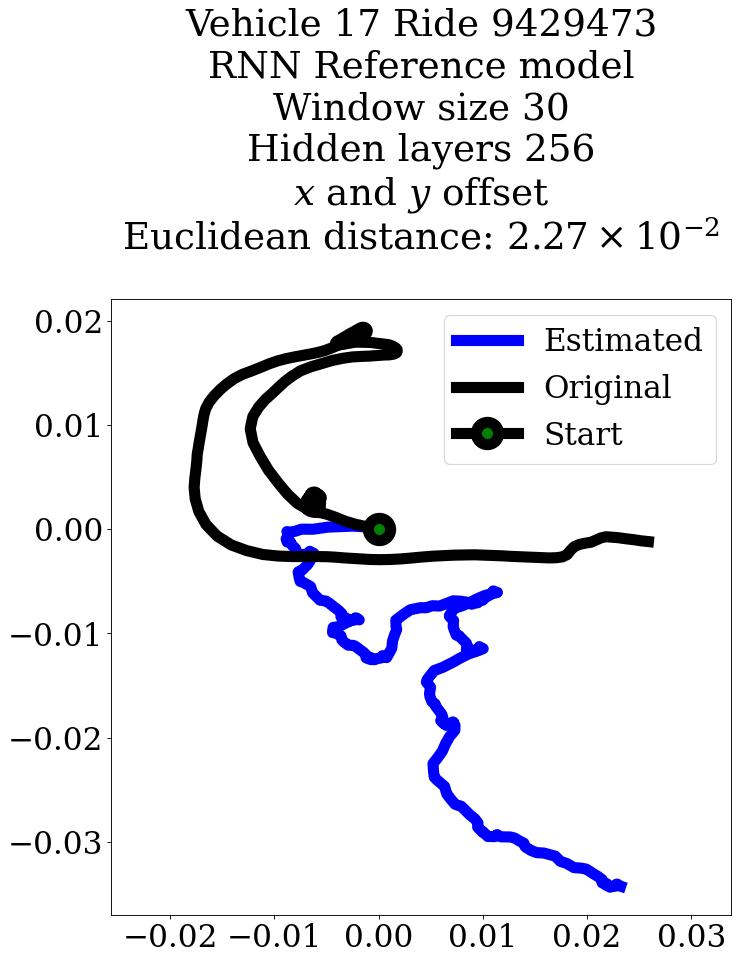 Vehicle 17 Ride 9429473
RNN Reference model
Window size 30
Hidden layers 256
x and y offset
Euclidean distance: 2.27 × 10⁻²
Estimated
Original
Start
0.02
0.01
0.00
−0.01
−0.02
−0.03
−0.02 −0.01 0.00 0.01 0.02 0.03